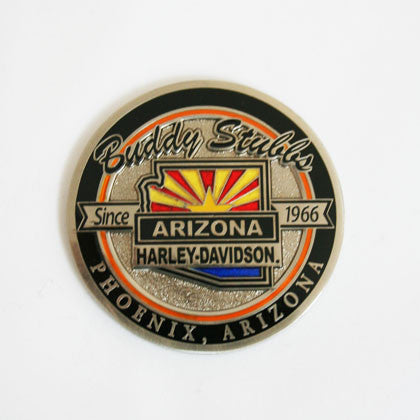 Buddy Stubbs
Since 1966
ARIZONA
HARLEY-DAVIDSON.
PHOENIX, ARIZONA